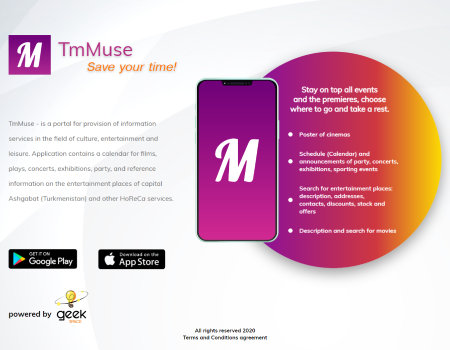 M
TmMuse
Save your time!
TmMuse - is a portal for provision of information
services in the field of culture, entertainment and
leisure. Application contains a calendar for films,
plays, concerts, exhibitions, party, and reference
information on the entertainment places of capital
Ashgabat (Turkmenistan) and other HoReCa services.
GET IT ON
Google Play
Download on the
App Store
powered by
geek
space
M
Stay on top all events
and the premieres, choose
where to go and take a rest.
Poster of cinemas
Schedule (Calendar) and
announcements of party, concerts,
exhibitions, sporting events
Search for entertainment places:
description, addresses,
contacts, discounts, stock and
offers
Description and search for movies
All rights reserved 2020
Terms and Conditions agreement